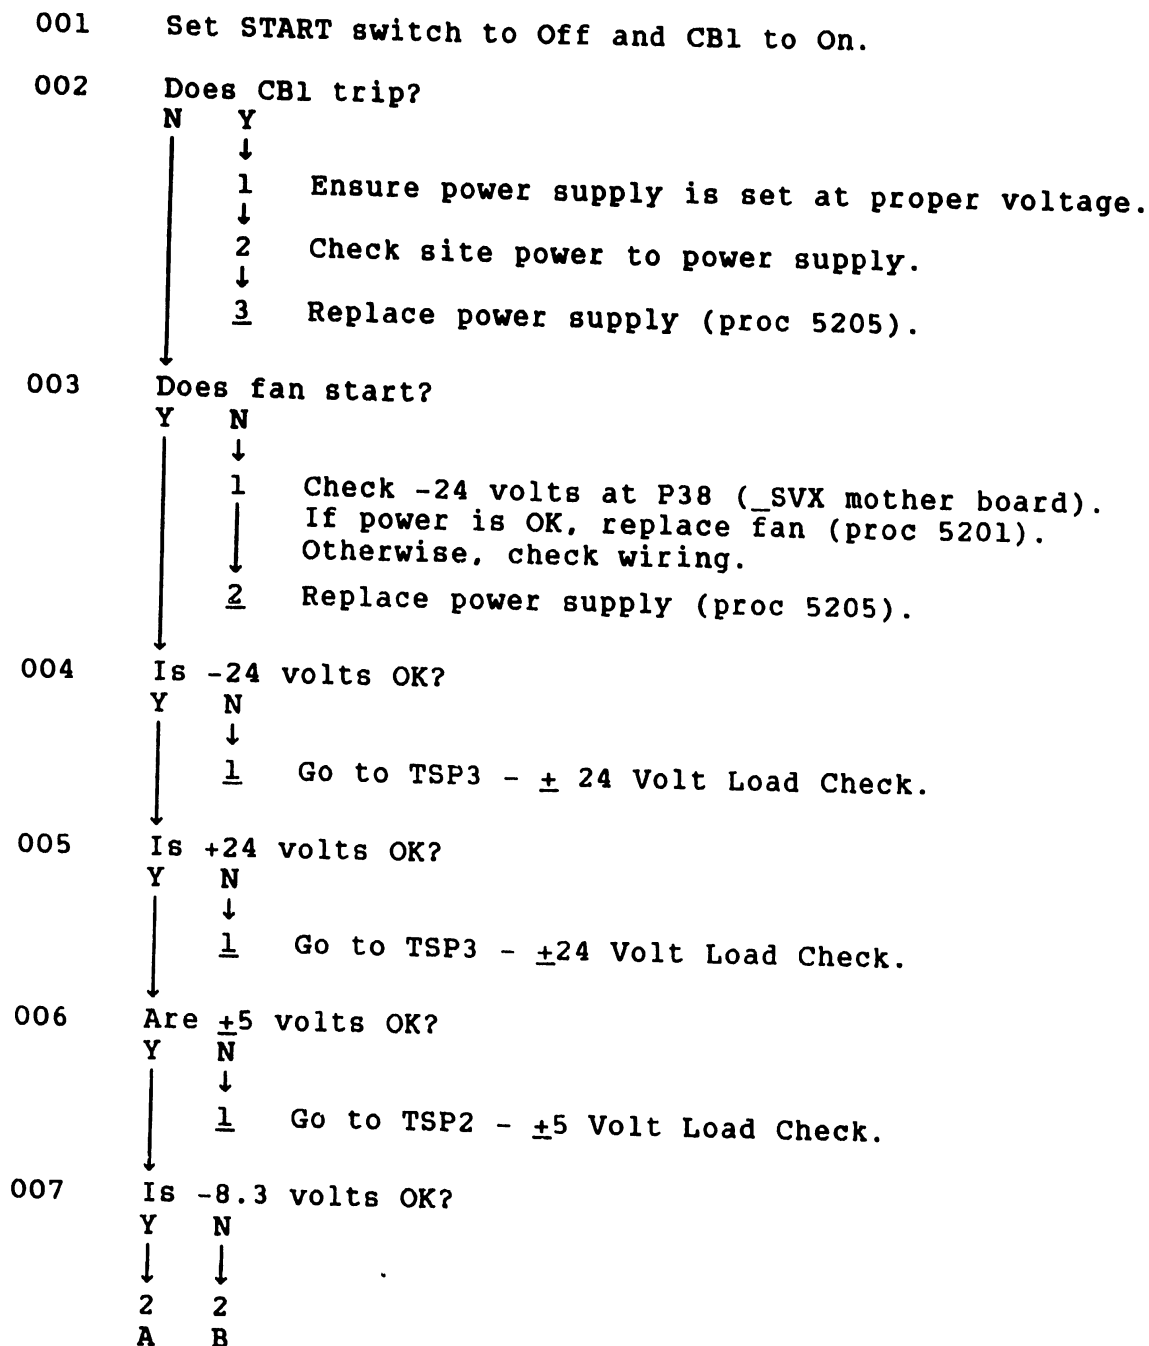 001 Set START switch to Off and CB1 to On.
002 Does CB1 trip?
N Y
↓
1 Ensure power supply is set at proper voltage.
↓
2 Check site power to power supply.
↓
3 Replace power supply (proc 5205).
003 Does fan start?
Y N
↓
1 Check -24 volts at P38 (_SVX mother board).
If power is OK, replace fan (proc 5201).
Otherwise, check wiring.
2 Replace power supply (proc 5205).
004 Is -24 volts OK?
Y N
↓
1 Go to TSP3 - ± 24 Volt Load Check.
005 Is +24 volts OK?
Y N
↓
1 Go to TSP3 - ±24 Volt Load Check.
006 Are ±5 volts OK?
Y N
↓
1 Go to TSP2 - ±5 Volt Load Check.
007 Is -8.3 volts OK?
Y N
↓ ↓
2 2
A B